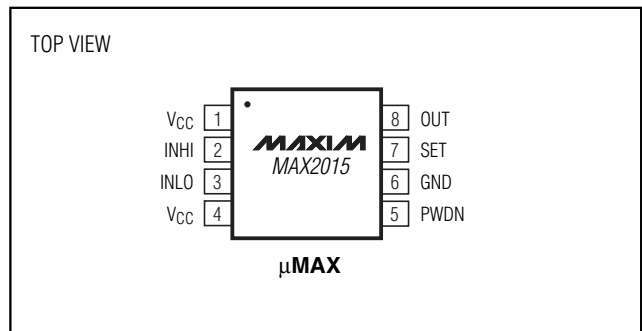 TOP VIEW
VCC 1
INHI 2
INLO 3
VCC 4
MAXIM
MAX2015
8 OUT
7 SET
6 GND
5 PWDN
µMAX